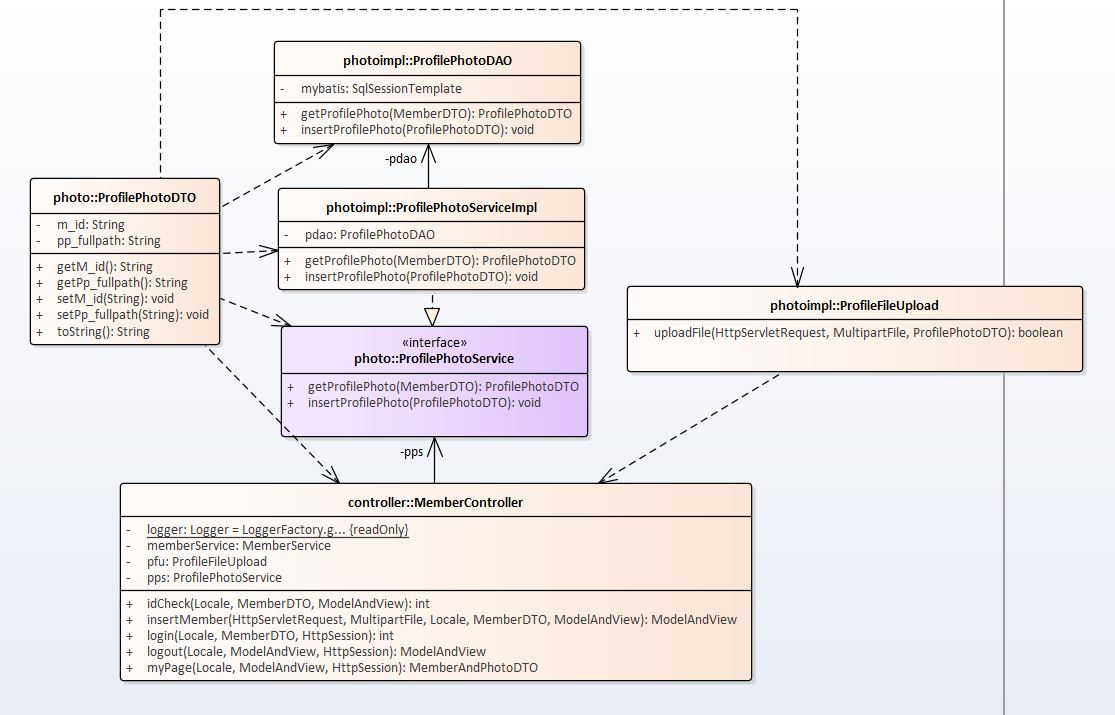 photoimpl::ProfilePhotoDAO
- mybatis: SqlSessionTemplate
+ getProfilePhoto(MemberDTO): ProfilePhotoDTO
+ insertProfilePhoto(ProfilePhotoDTO): void
-pdao
photo::ProfilePhotoDTO
- m_id: String
- pp_fullpath: String
+ getM_id(): String
+ getPp_fullpath(): String
+ setM_id(String): void
+ setPp_fullpath(String): void
+ toString(): String
photoimpl::ProfilePhotoServiceImpl
- pdao: ProfilePhotoDAO
+ getProfilePhoto(MemberDTO): ProfilePhotoDTO
+ insertProfilePhoto(ProfilePhotoDTO): void
photoimpl::ProfileFileUpload
+ uploadFile(HttpServletRequest, MultipartFile, ProfilePhotoDTO): boolean
«interface»
photo::ProfilePhotoService
+ getProfilePhoto(MemberDTO): ProfilePhotoDTO
+ insertProfilePhoto(ProfilePhotoDTO): void
-pps
controller::MemberController
- logger: Logger = LoggerFactory.g... {readOnly}
- memberService: MemberService
- pfu: ProfileFileUpload
- pps: ProfilePhotoService
+ idCheck(Locale, MemberDTO, ModelAndView): int
+ insertMember(HttpServletRequest, MultipartFile, Locale, MemberDTO, ModelAndView): ModelAndView
+ login(Locale, MemberDTO, HttpSession): int
+ logout(Locale, ModelAndView, HttpSession): ModelAndView
+ myPage(Locale, ModelAndView, HttpSession): MemberAndPhotoDTO